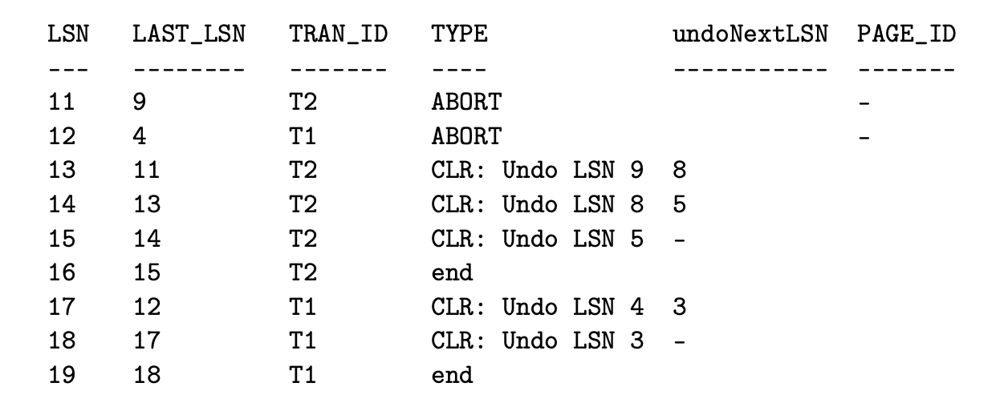 LSN LAST_LSN TRAN_ID TYPE undoNextLSN PAGE_ID
--- -------- ------- ---- ----------- -------
11 9 T2 ABORT -
12 4 T1 ABORT -
13 11 T2 CLR: Undo LSN 9 8
14 13 T2 CLR: Undo LSN 8 5
15 14 T2 CLR: Undo LSN 5 -
16 15 T2 end
17 12 T1 CLR: Undo LSN 4 3
18 17 T1 CLR: Undo LSN 3 -
19 18 T1 end